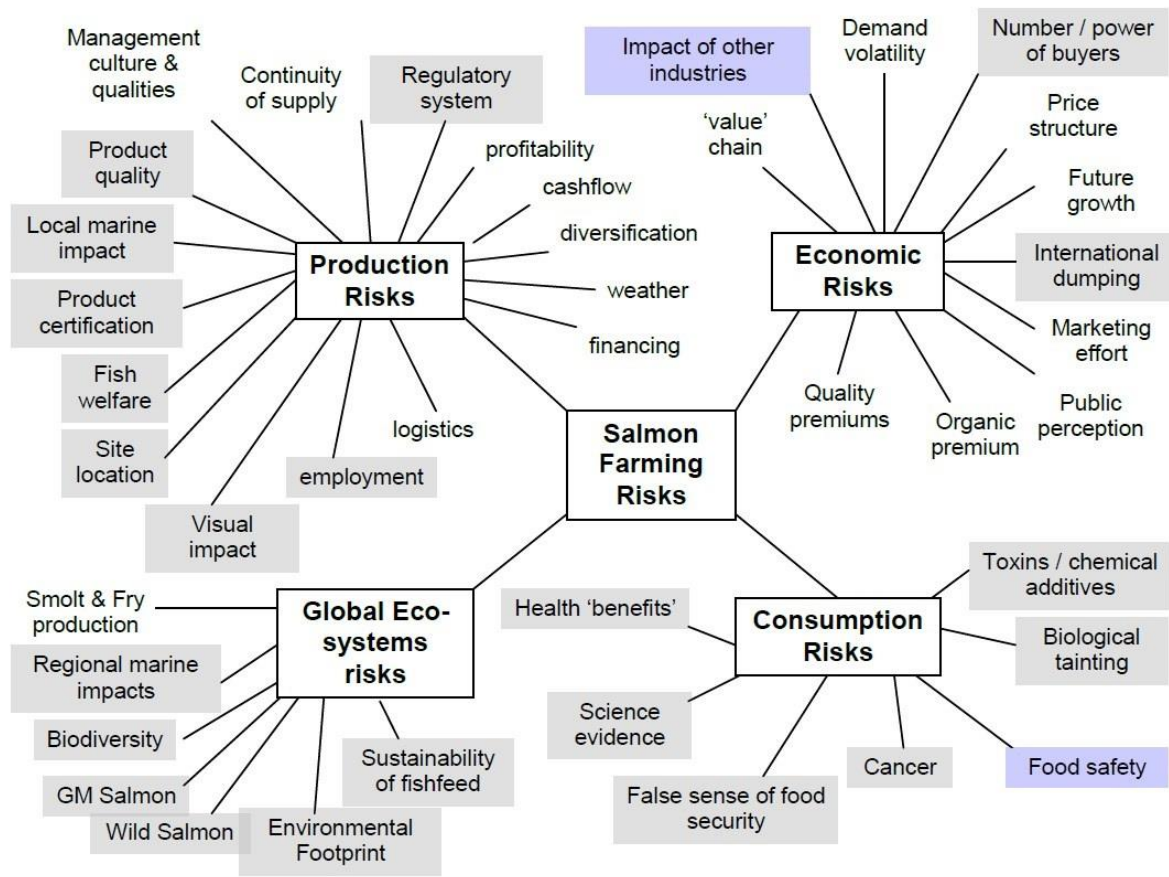 Management
culture &
qualities
Continuity
of supply
Regulatory
system
profitability
cashflow
diversification
weather
financing
logistics
employment
Visual
impact
Site
location
Fish
welfare
Product
certification
Local marine
impact
Product
quality
Production
Risks
Impact of other
industries
Demand
volatility
Number / power
of buyers
'value'
chain
Price
structure
Future
growth
International
dumping
Marketing
effort
Public
perception
Organic
premium
Quality
premiums
Economic
Risks
Salmon
Farming
Risks
Smolt & Fry
production
Regional marine
impacts
Biodiversity
GM Salmon
Wild Salmon
Environmental
Footprint
Sustainability
of fishfeed
Global Eco-
systems
risks
Health 'benefits'
Science
evidence
False sense of food
security
Cancer
Food safety
Biological
tainting
Toxins / chemical
additives
Consumption
Risks